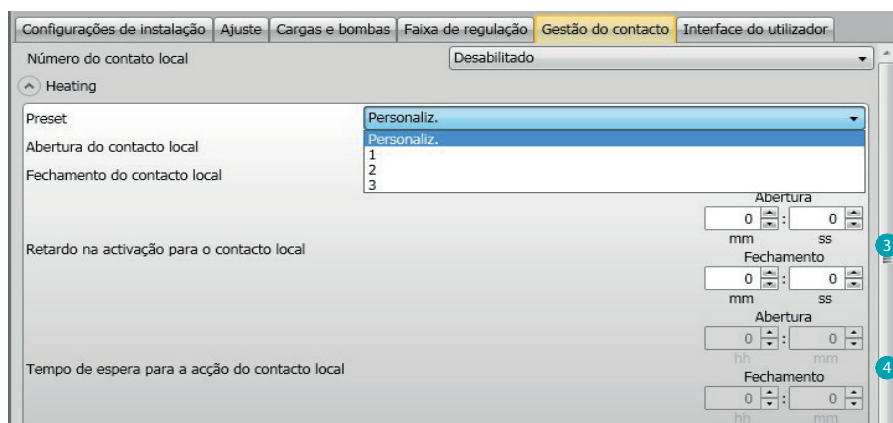 Configurações de instalação Ajuste Cargas e bombas Faixa de regulação Gestão do contacto Interface do utilizador
Número do contato local Desabilitado
Heating
Preset Personaliz.
Personaliz.
Abertura do contacto local
1
2
Fechamento do contacto local
3
Abertura
0 : 0
mm ss
3
Retardo na activação para o contacto local
Fechamento
0 : 0
mm ss
Abertura
0 : 0
hh mm
4
Tempo de espera para a acção do contacto local
Fechamento
0 : 0
hh mm